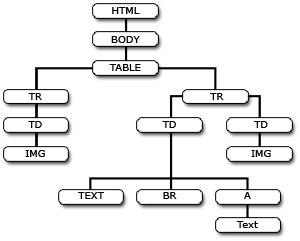 HTML
BODY
TABLE
TR TR
TD TD TD
IMG IMG
TEXT BR A
Text